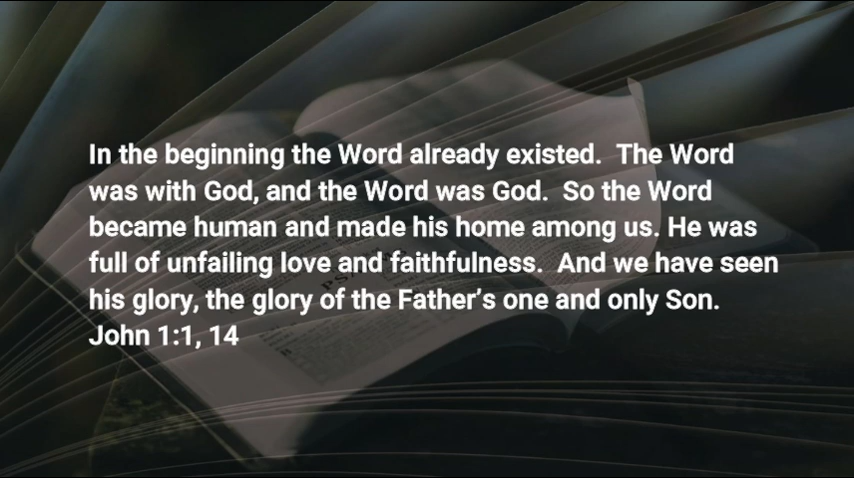 In the beginning the Word already existed.  The Word
was with God, and the Word was God.  So the Word
became human and made his home among us. He was
full of unfailing love and faithfulness.  And we have seen
his glory, the glory of the Father’s one and only Son.
John 1:1, 14